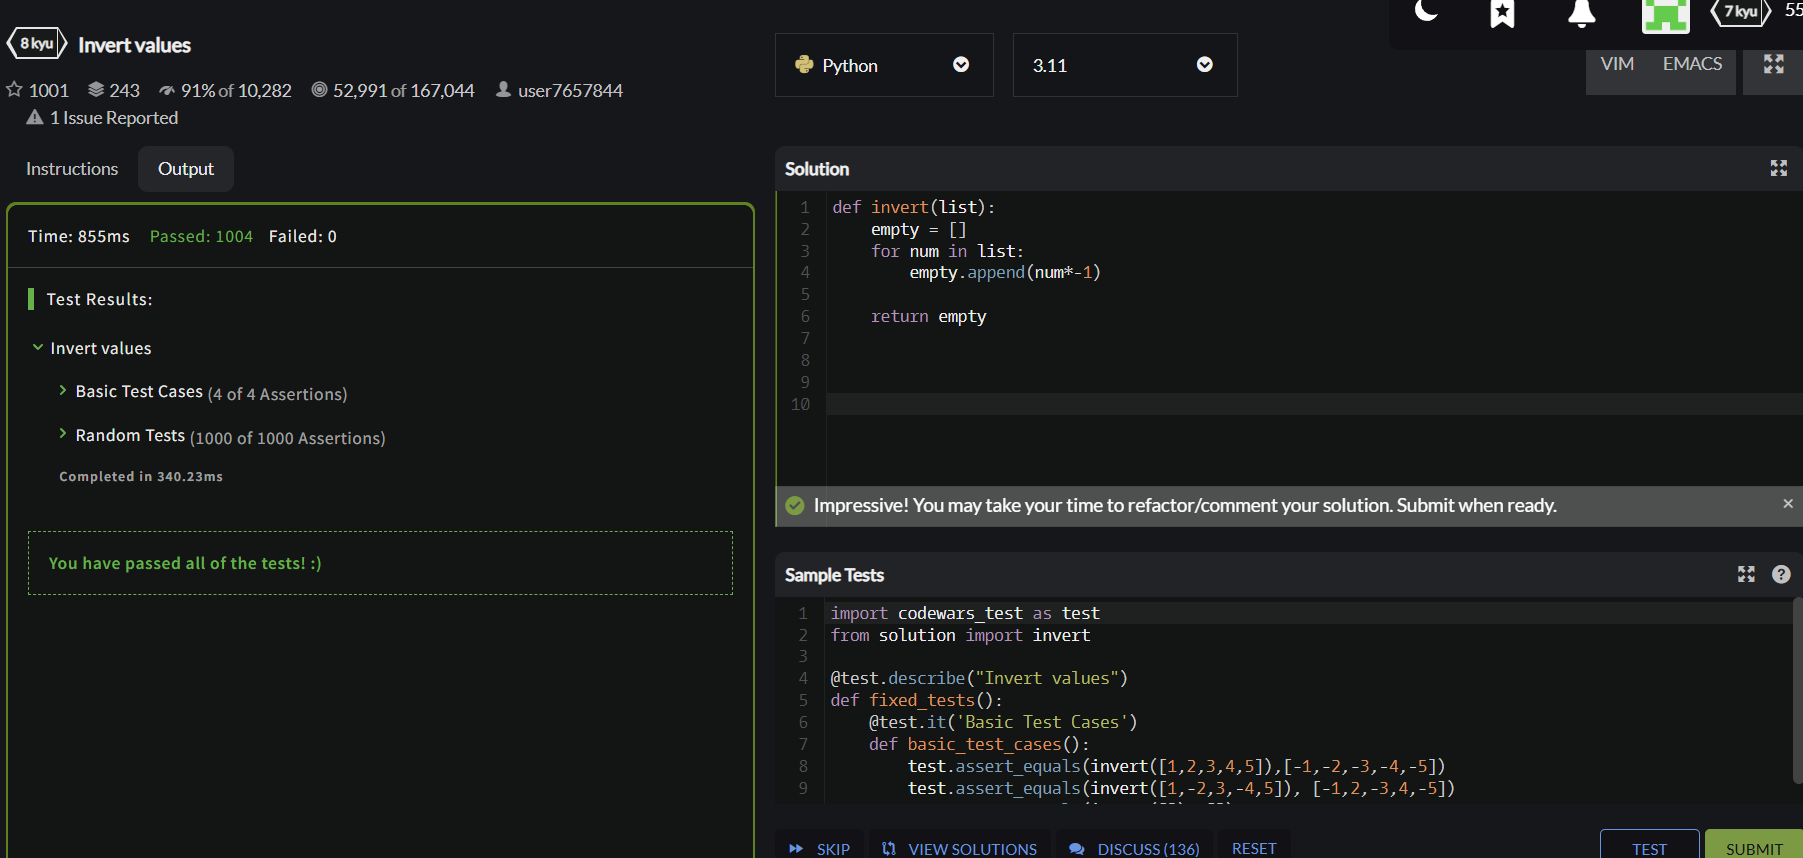 8 kyu Invert values
1001 243 91% of 10,282 52,991 of 167,044 user7657844
1 Issue Reported
Instructions Output
Time: 855ms Passed: 1004 Failed: 0
Test Results:
Invert values
Basic Test Cases (4 of 4 Assertions)
Random Tests (1000 of 1000 Assertions)
Completed in 340.23ms
You have passed all of the tests! :)
Python 3.11
7 kyu 55
VIM EMACS
Solution
1 def invert(list):
2     empty = []
3     for num in list:
4         empty.append(num*-1)
5
6     return empty
7
8
9
10
Impressive! You may take your time to refactor/comment your solution. Submit when ready. ×
Sample Tests ?
1 import codewars_test as test
2 from solution import invert
3
4 @test.describe("Invert values")
5 def fixed_tests():
6     @test.it('Basic Test Cases')
7     def basic_test_cases():
8         test.assert_equals(invert([1,2,3,4,5]),[-1,-2,-3,-4,-5])
9         test.assert_equals(invert([1,-2,3,-4,5]), [-1,2,-3,4,-5])
SKIP VIEW SOLUTIONS DISCUSS (136) RESET TEST SUBMIT